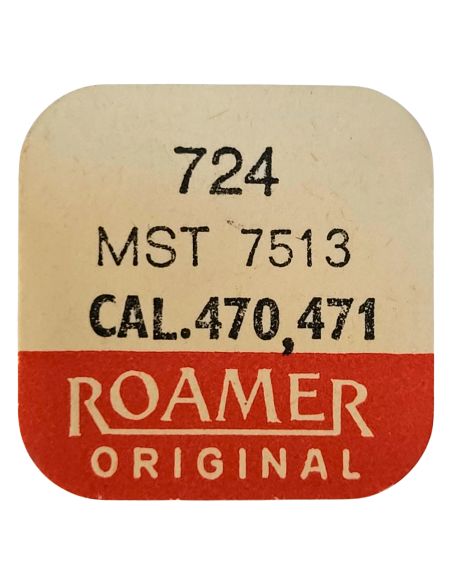 724
MST 7513
CAL.470,471
ROAMER
ORIGINAL